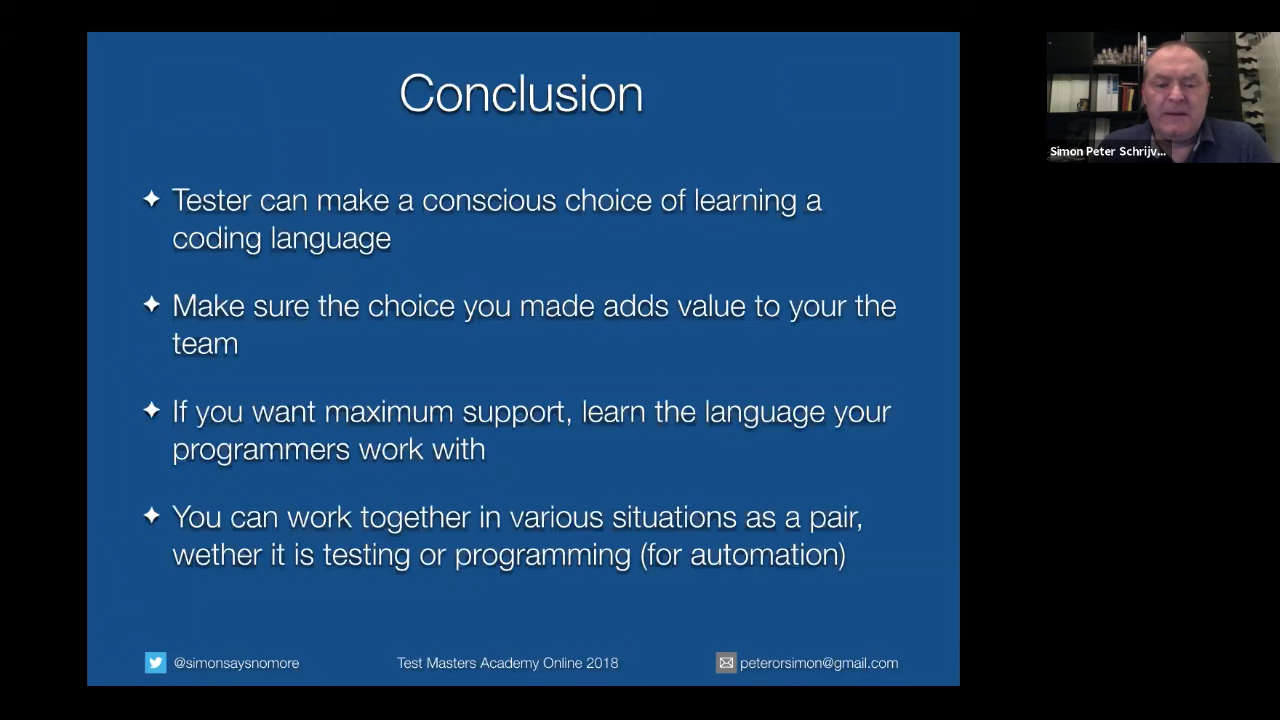 Conclusion
✦ Tester can make a conscious choice of learning a
coding language
✦ Make sure the choice you made adds value to your the
team
✦ If you want maximum support, learn the language your
programmers work with
✦ You can work together in various situations as a pair,
wether it is testing or programming (for automation)
@simonsaysnomore
Test Masters Academy Online 2018
peterorsimon@gmail.com
Simon Peter Schrijv...